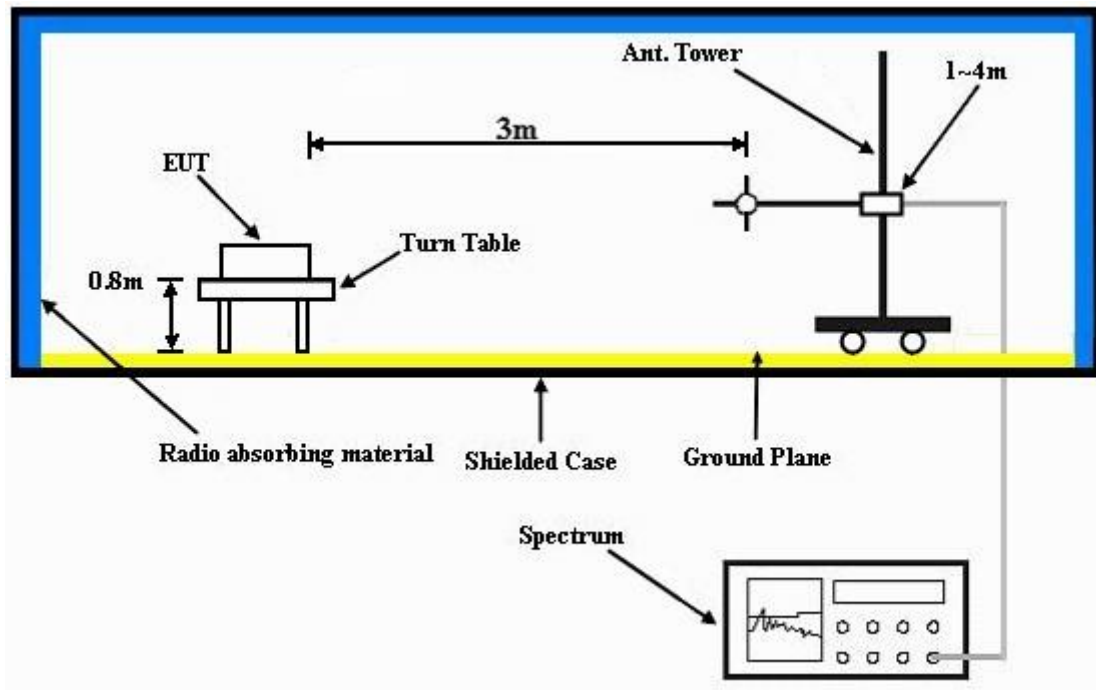 Ant. Tower
1~4m
3m
EUT
Turn Table
0.8m
Radio absorbing material
Shielded Case
Ground Plane
Spectrum